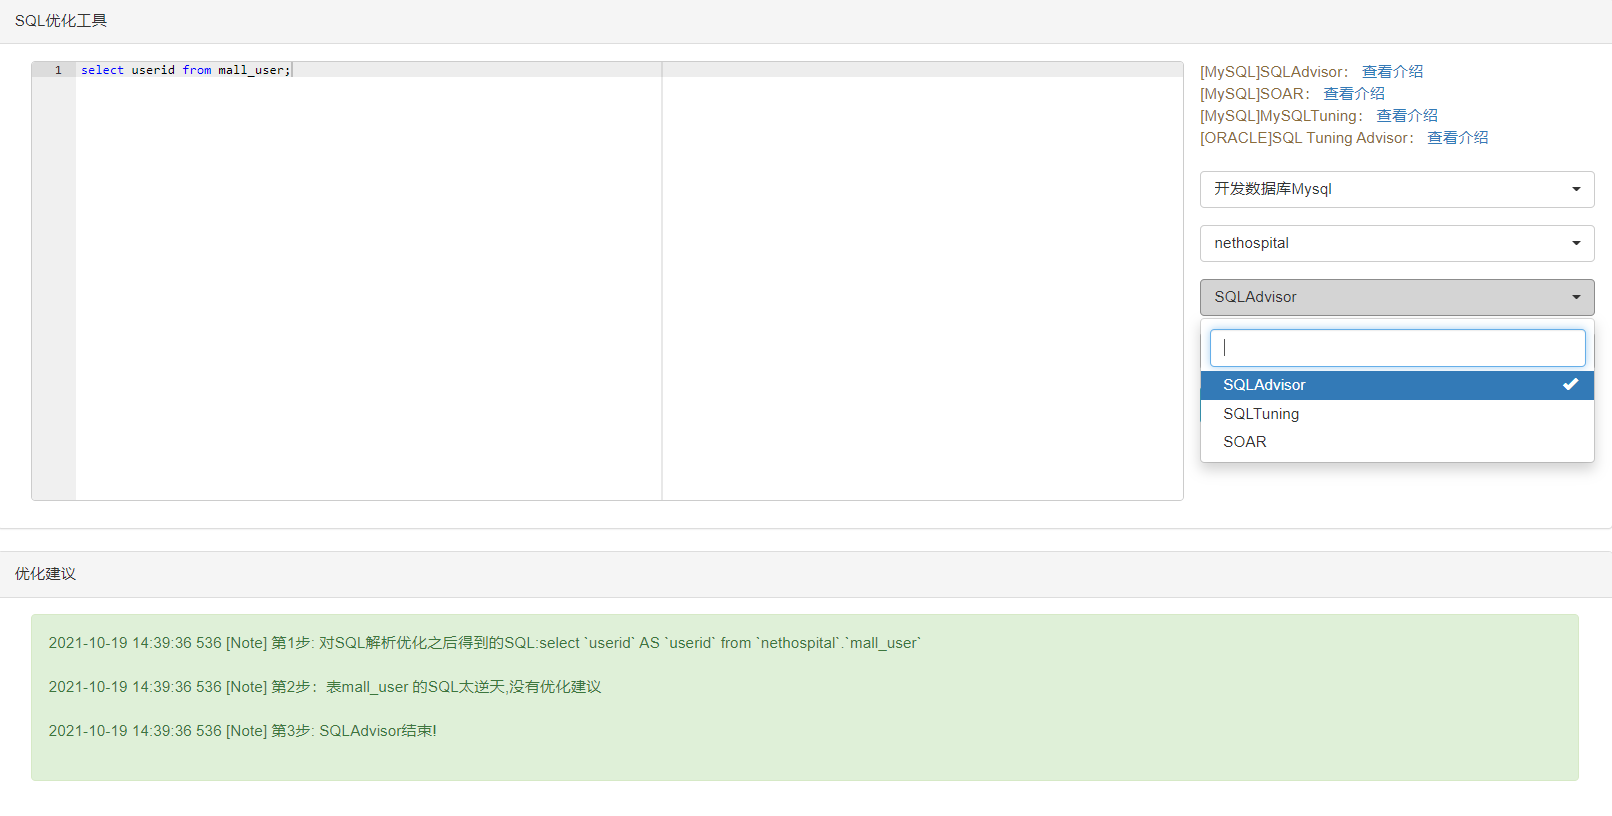 SQL优化工具
1 select userid from mall_user;
[MySQL]SQLAdvisor： 查看介绍
[MySQL]SOAR： 查看介绍
[MySQL]MySQLTuning： 查看介绍
[ORACLE]SQL Tuning Advisor： 查看介绍
开发数据库Mysql
nethospital
SQLAdvisor
SQLAdvisor
SQLTuning
SOAR
优化建议
2021-10-19 14:39:36 536 [Note] 第1步: 对SQL解析优化之后得到的SQL:select `userid` AS `userid` from `nethospital`.`mall_user`
2021-10-19 14:39:36 536 [Note] 第2步：表mall_user 的SQL太逆天,没有优化建议
2021-10-19 14:39:36 536 [Note] 第3步: SQLAdvisor结束!